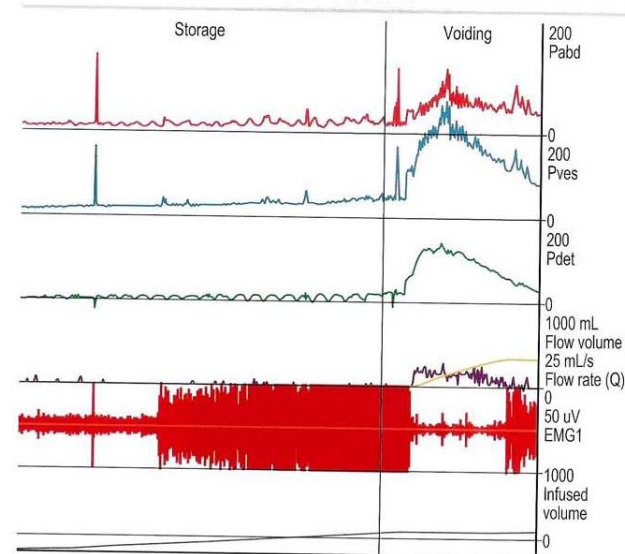 Storage
Voiding
200
Pabd
0
200
Pves
0
200
Pdet
0
1000 mL
Flow volume
25 mL/s
Flow rate (Q)
0
50 uV
EMG1
1000
Infused
volume
0